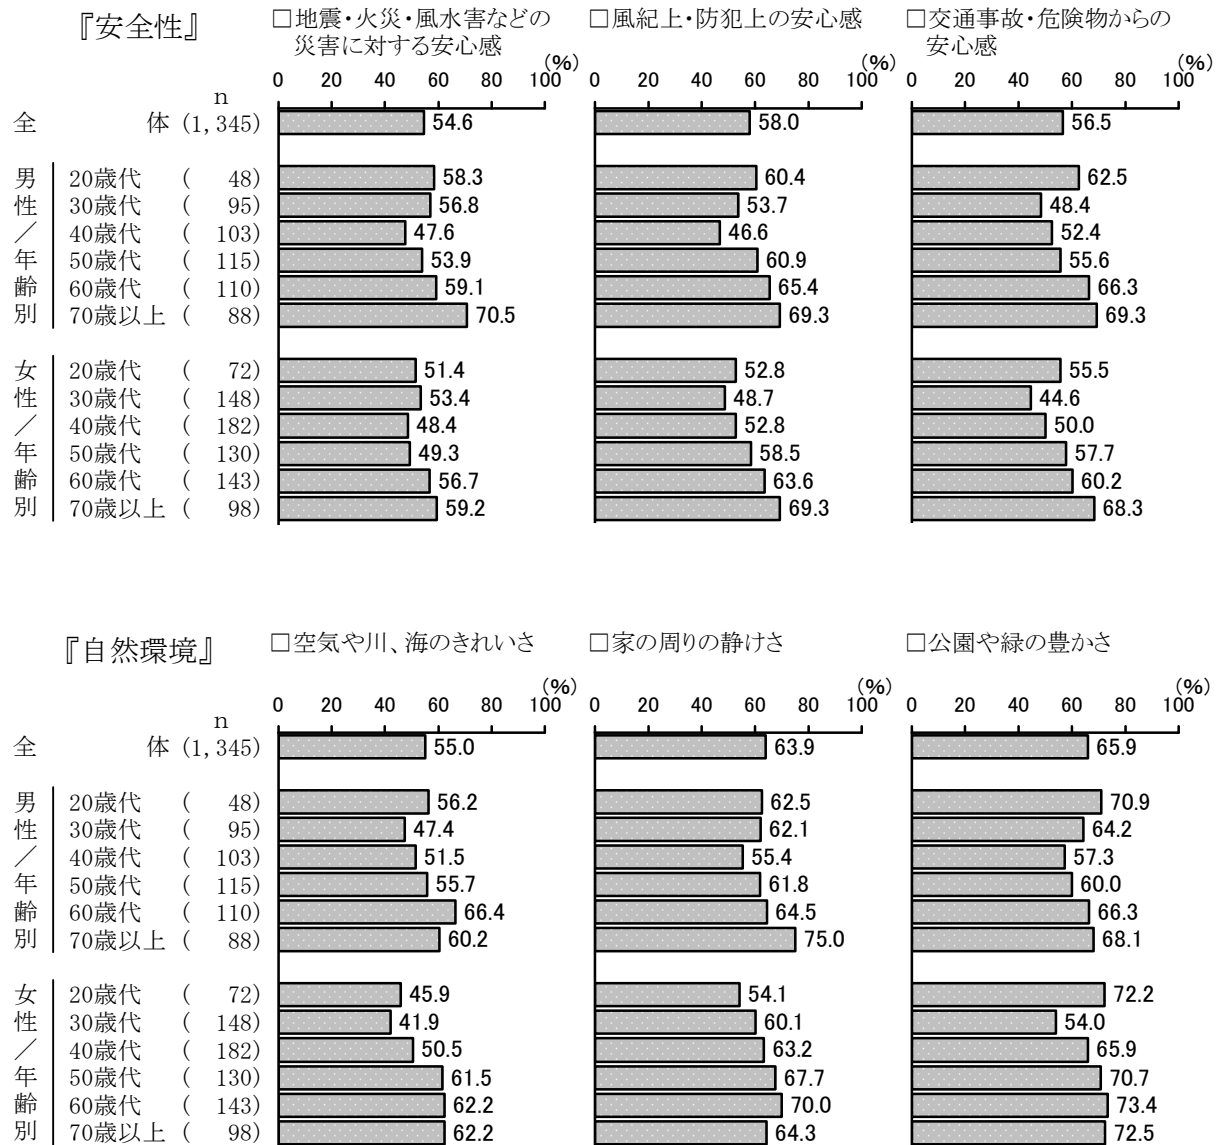 『安全性』 □地震・火災・風水害などの災害に対する安心感 □風紀上・防犯上の安心感 □交通事故・危険物からの安心感
(%) (%) (%)
0 20 40 60 80 100 0 20 40 60 80 100 0 20 40 60 80 100
n
全 体 (1,345) 54.6 58.0 56.5
男 20歳代 ( 48) 58.3 60.4 62.5
性 30歳代 ( 95) 56.8 53.7 48.4
／ 40歳代 ( 103) 47.6 46.6 52.4
年 50歳代 ( 115) 53.9 60.9 55.6
齢 60歳代 ( 110) 59.1 65.4 66.3
別 70歳以上 ( 88) 70.5 69.3 69.3
女 20歳代 ( 72) 51.4 52.8 55.5
性 30歳代 ( 148) 53.4 48.7 44.6
／ 40歳代 ( 182) 48.4 52.8 50.0
年 50歳代 ( 130) 49.3 58.5 57.7
齢 60歳代 ( 143) 56.7 63.6 60.2
別 70歳以上 ( 98) 59.2 69.3 68.3
『自然環境』 □空気や川、海のきれいさ □家の周りの静けさ □公園や緑の豊かさ
(%) (%) (%)
0 20 40 60 80 100 0 20 40 60 80 100 0 20 40 60 80 100
n
全 体 (1,345) 55.0 63.9 65.9
男 20歳代 ( 48) 56.2 62.5 70.9
性 30歳代 ( 95) 47.4 62.1 64.2
／ 40歳代 ( 103) 51.5 55.4 57.3
年 50歳代 ( 115) 55.7 61.8 60.0
齢 60歳代 ( 110) 66.4 64.5 66.3
別 70歳以上 ( 88) 60.2 75.0 68.1
女 20歳代 ( 72) 45.9 54.1 72.2
性 30歳代 ( 148) 41.9 60.1 54.0
／ 40歳代 ( 182) 50.5 63.2 65.9
年 50歳代 ( 130) 61.5 67.7 70.7
齢 60歳代 ( 143) 62.2 70.0 73.4
別 70歳以上 ( 98) 62.2 64.3 72.5